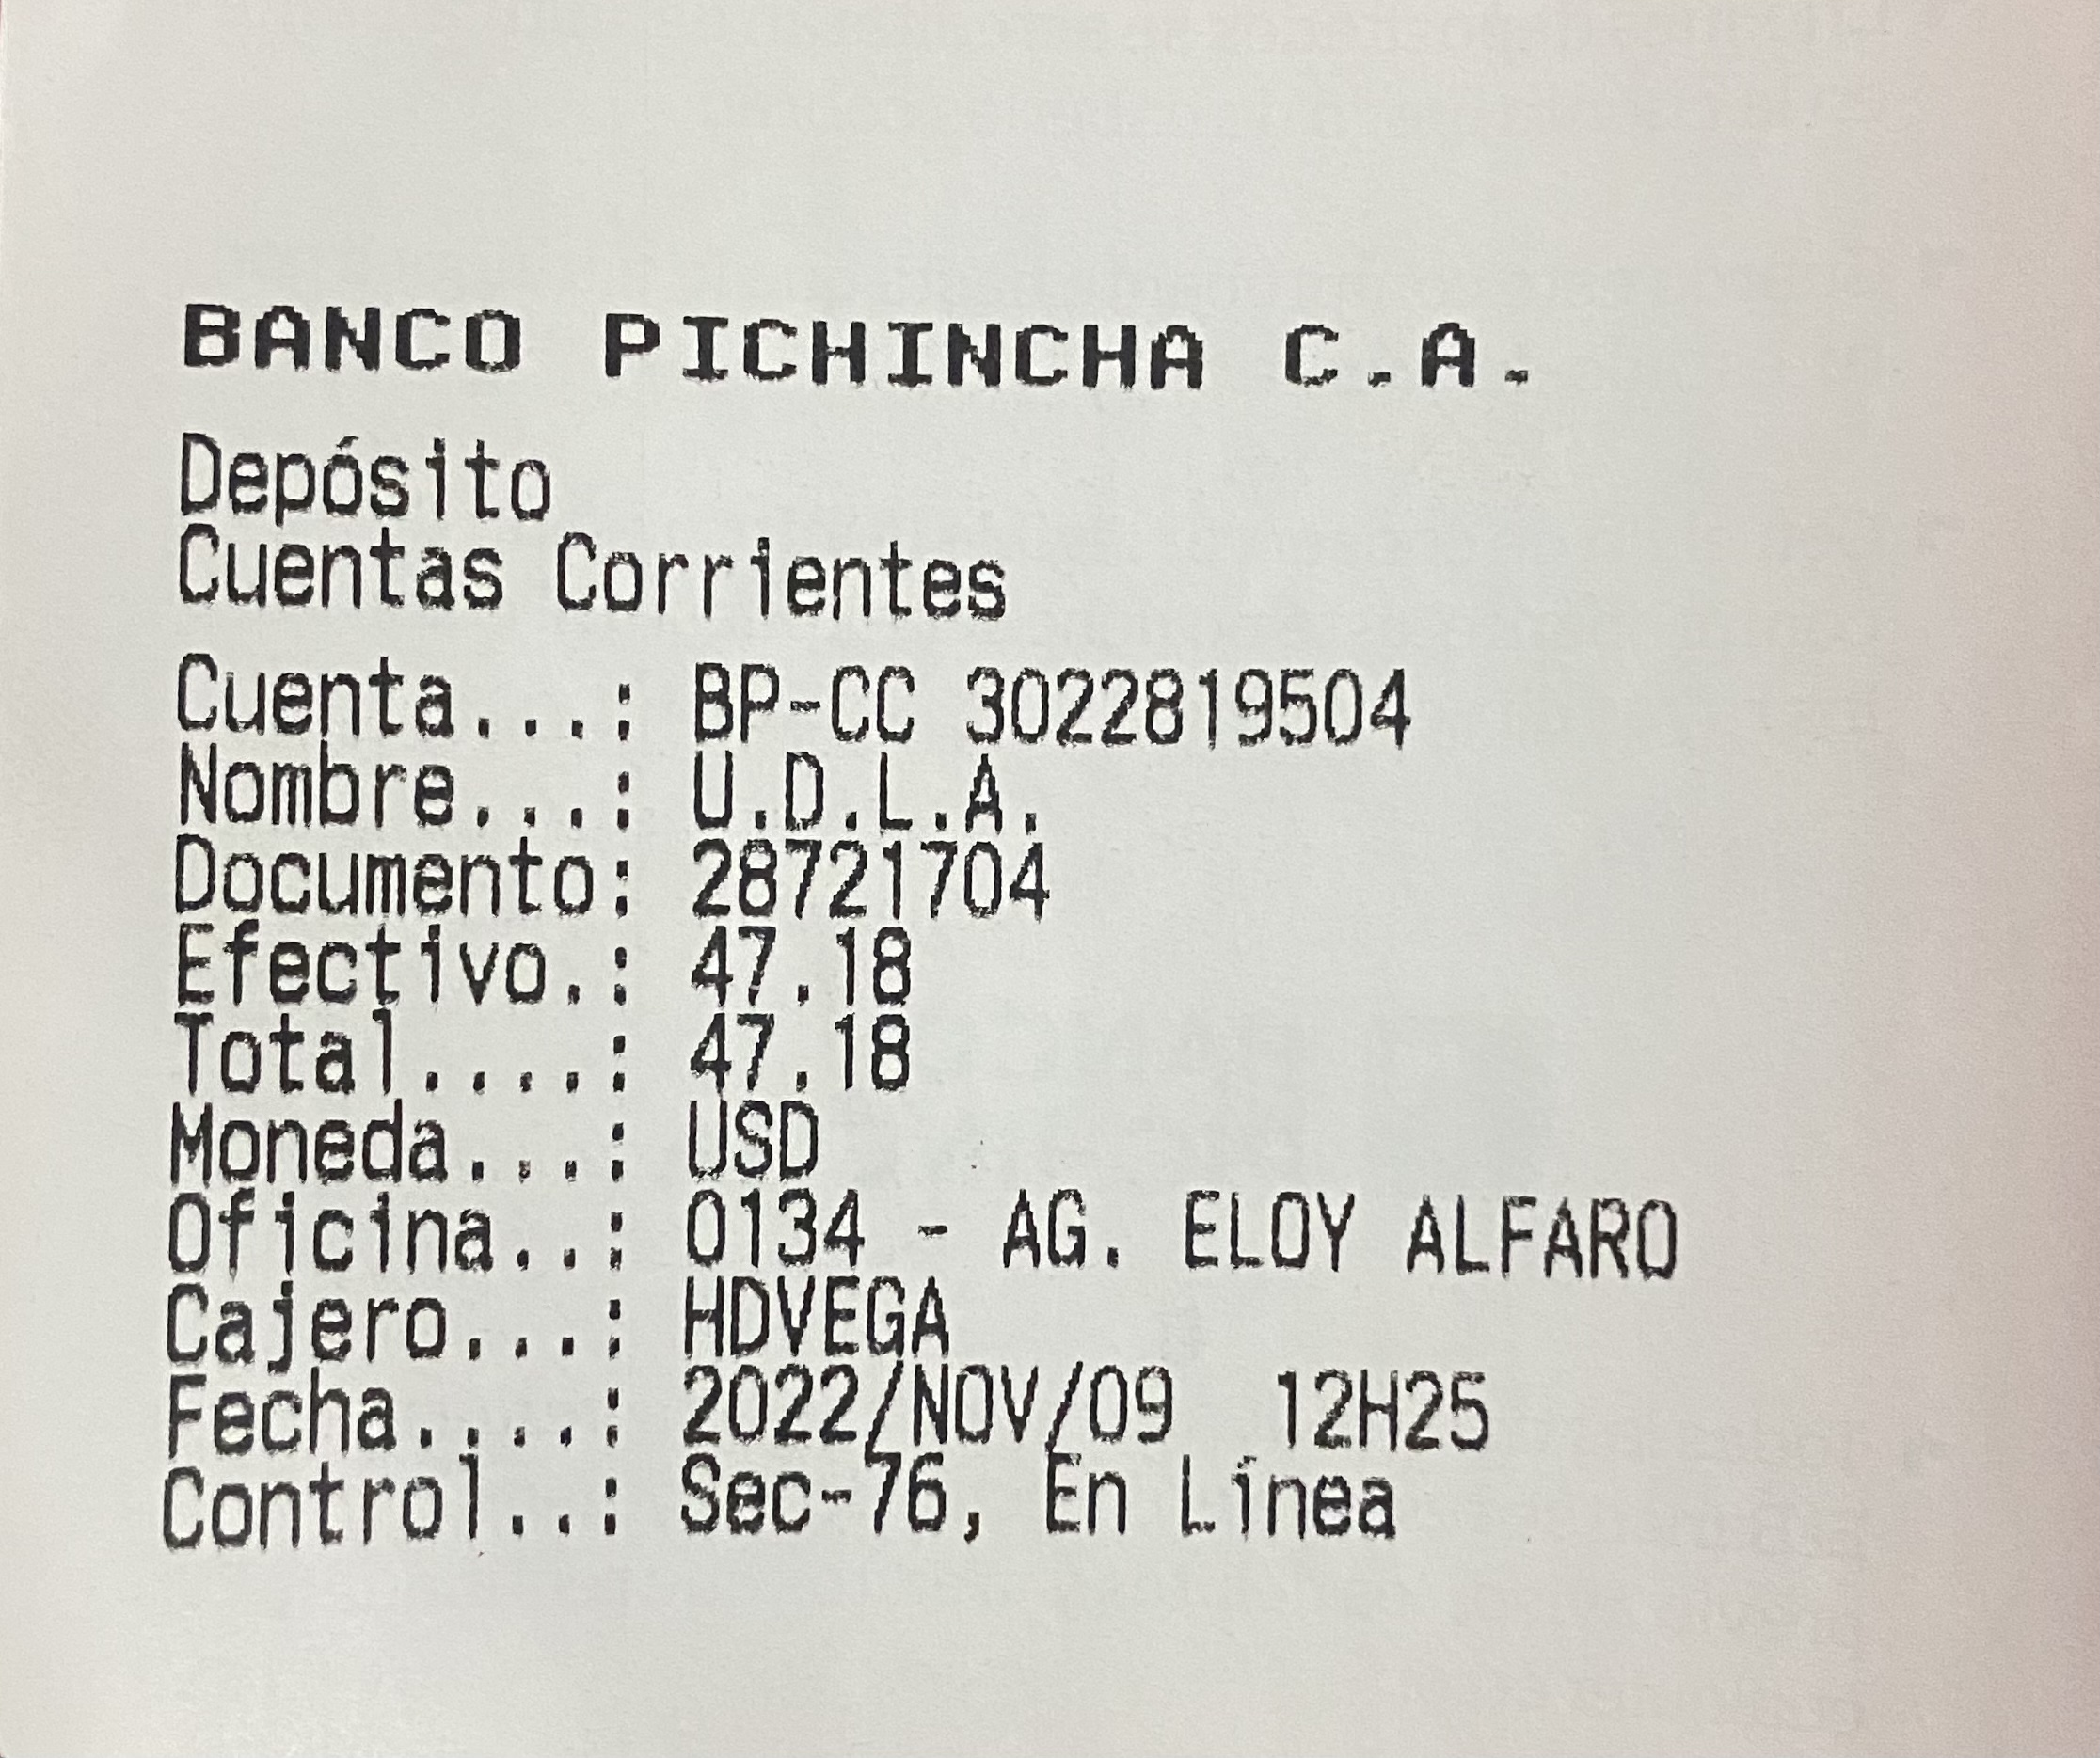 BANCO PICHINCHA C.A.
Depósito
Cuentas Corrientes
Cuenta...: BP-CC 3022819504
Nombre...: U.D.L.A.
Documento: 28721704
Efectivo.: 47.18
Total....: 47.18
Moneda...: USD
Oficina..: 0134 - AG. ELOY ALFARO
Cajero...: HDVEGA
Fecha....: 2022/NOV/09  12H25
Control..: Sec-76, En Línea